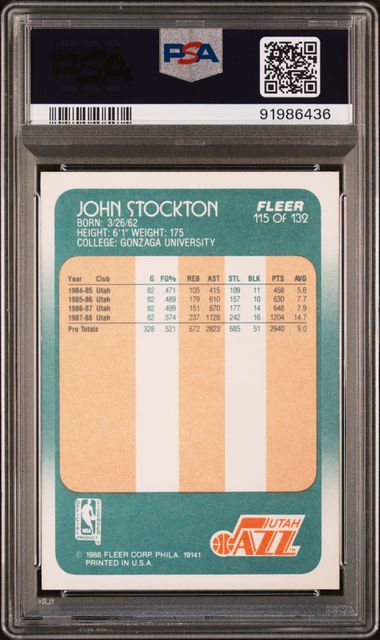 PSA
PSA
91986436
JOHN STOCKTON
FLEER
BORN: 3/26/62
115 OF 132
HEIGHT: 6'1" WEIGHT: 175
COLLEGE: GONZAGA UNIVERSITY
Year Club G FG% REB AST STL BLK PTS AVG
1984-85 Utah 82 .471 105 415 109 11 458 5.6
1985-86 Utah 82 .489 179 610 157 10 630 7.7
1986-87 Utah 82 .499 151 670 177 14 648 7.9
1987-88 Utah 82 .574 237 1128 242 16 1204 14.7
Pro Totals 328 .521 672 2823 685 51 2940 9.0
NBA
UTAH
JAZZ
© 1988 FLEER CORP. PHILA. 19141
PRINTED IN U.S.A.